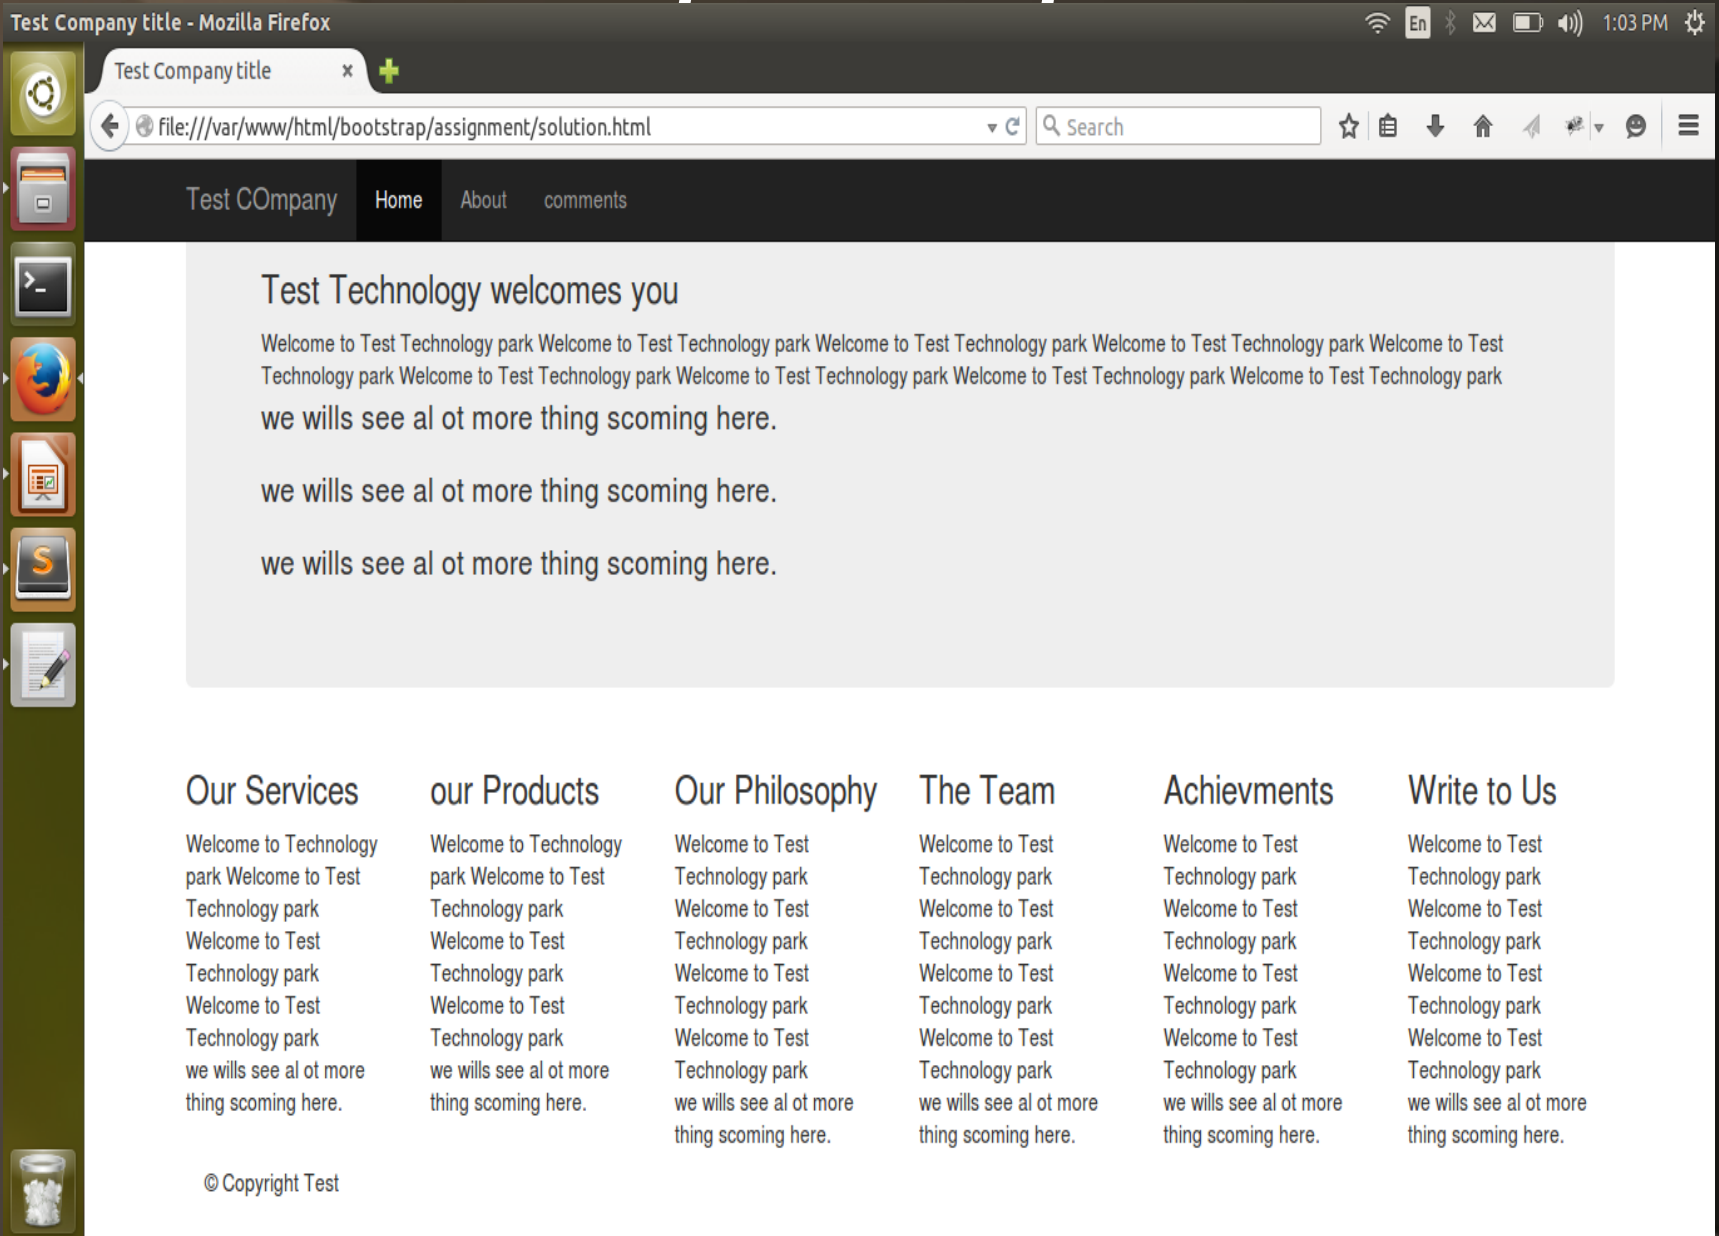 Test Company title - Mozilla Firefox
En
1:03 PM
Test Company title
file:///var/www/html/bootstrap/assignment/solution.html
Search
Test COmpany Home About comments
Test Technology welcomes you
Welcome to Test Technology park Welcome to Test Technology park Welcome to Test Technology park Welcome to Test Technology park Welcome to Test
Technology park Welcome to Test Technology park Welcome to Test Technology park Welcome to Test Technology park Welcome to Test Technology park
we wills see al ot more thing scoming here.
we wills see al ot more thing scoming here.
we wills see al ot more thing scoming here.
Our Services
Welcome to Technology
park Welcome to Test
Technology park
Welcome to Test
Technology park
Welcome to Test
Technology park
we wills see al ot more
thing scoming here.
our Products
Welcome to Technology
park Welcome to Test
Technology park
Welcome to Test
Technology park
Welcome to Test
Technology park
we wills see al ot more
thing scoming here.
Our Philosophy
Welcome to Test
Technology park
Welcome to Test
Technology park
Welcome to Test
Technology park
Welcome to Test
Technology park
we wills see al ot more
thing scoming here.
The Team
Welcome to Test
Technology park
Welcome to Test
Technology park
Welcome to Test
Technology park
Welcome to Test
Technology park
we wills see al ot more
thing scoming here.
Achievments
Welcome to Test
Technology park
Welcome to Test
Technology park
Welcome to Test
Technology park
Welcome to Test
Technology park
we wills see al ot more
thing scoming here.
Write to Us
Welcome to Test
Technology park
Welcome to Test
Technology park
Welcome to Test
Technology park
Welcome to Test
Technology park
we wills see al ot more
thing scoming here.
© Copyright Test